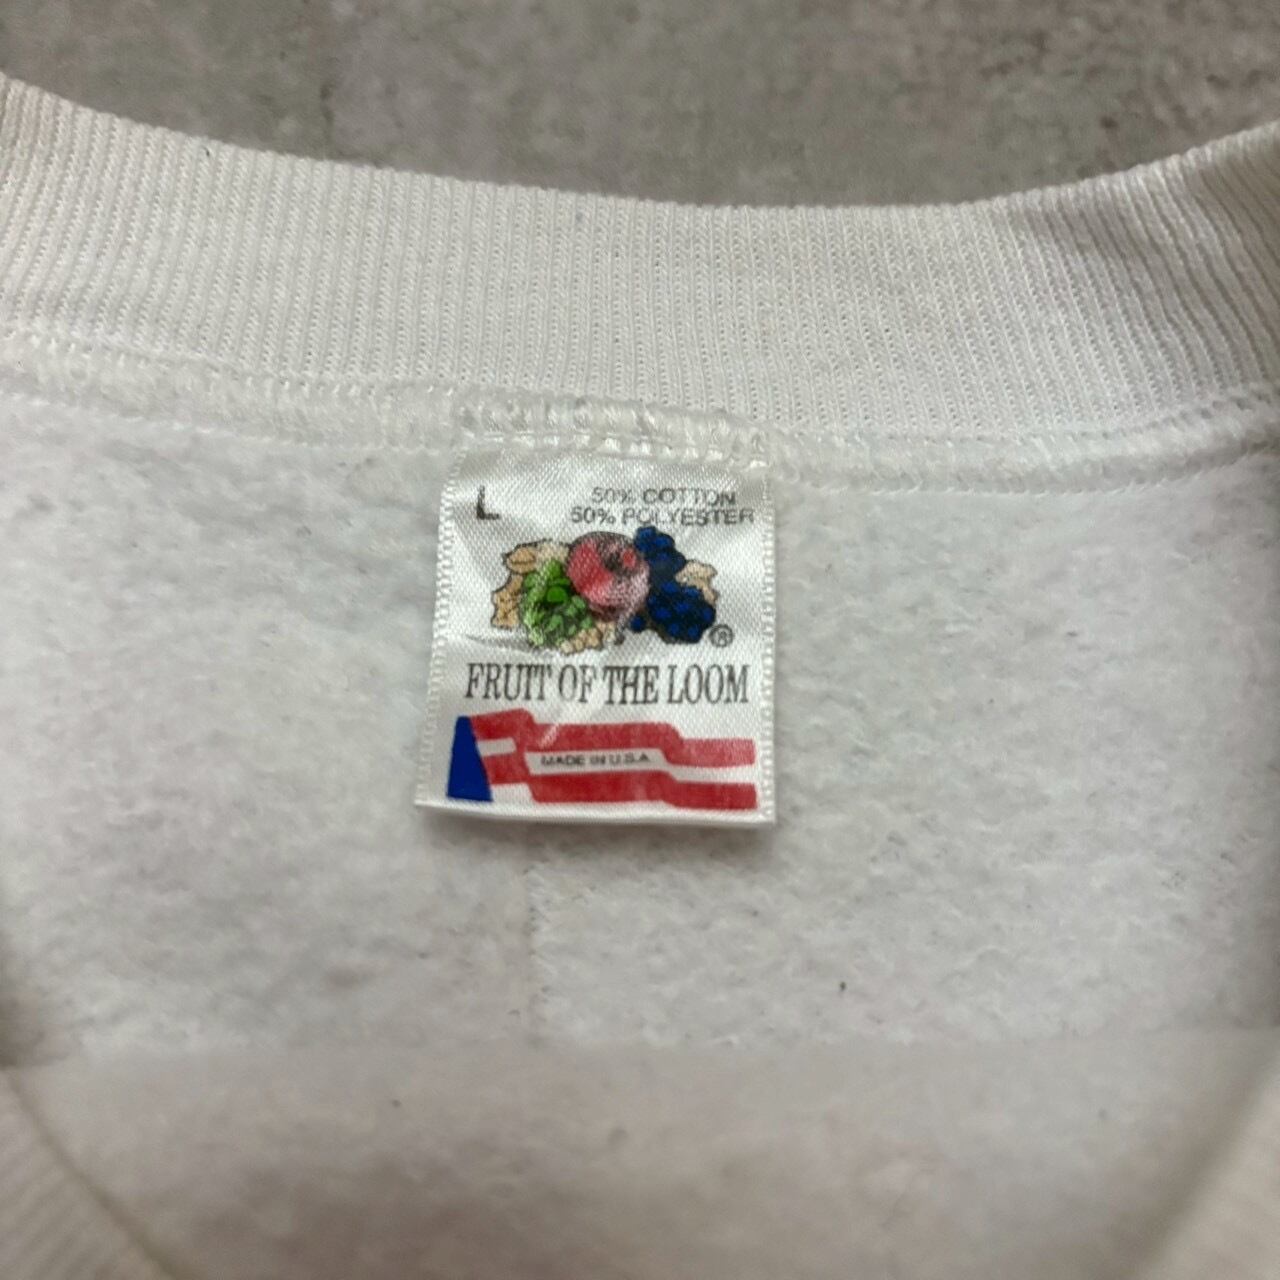 L
50% COTTON
50% POLYESTER
®
FRUIT OF THE LOOM
MADE IN U.S.A.